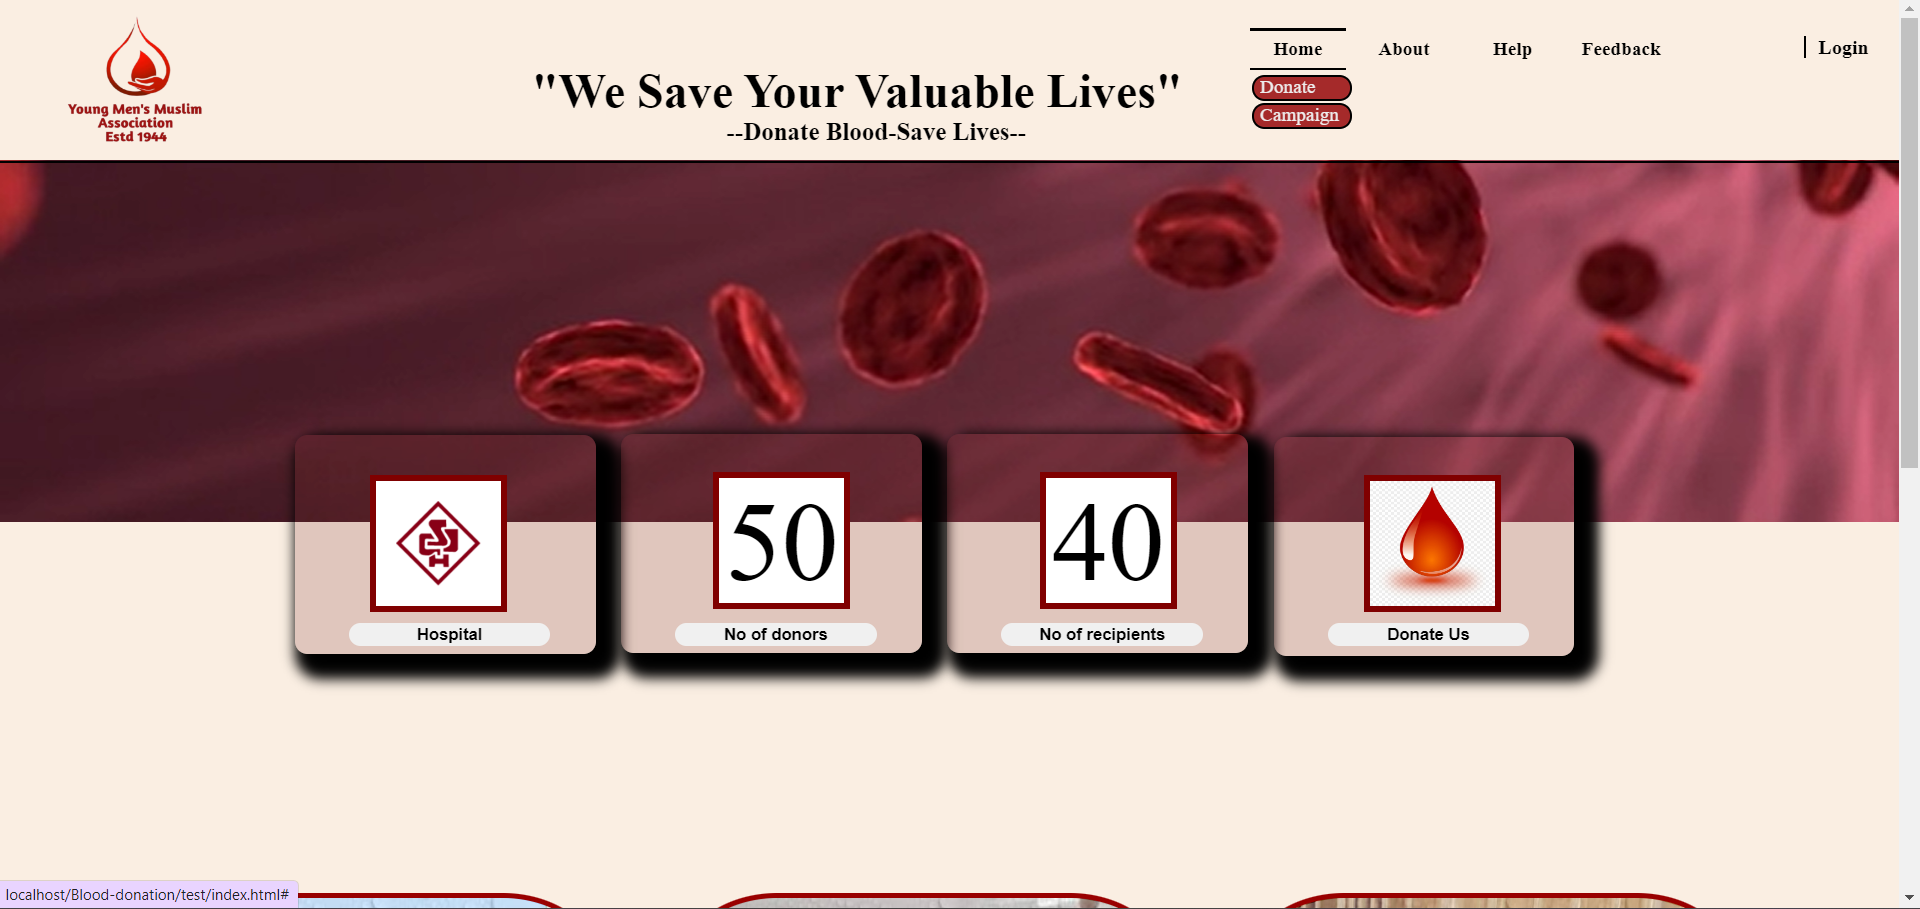 Young Men's Muslim
Association
Estd 1944
"We Save Your Valuable Lives"
--Donate Blood-Save Lives--
Home
About
Help
Feedback
Login
Donate
Campaign
50
40
Hospital
No of donors
No of recipients
Donate Us
localhost/Blood-donation/test/index.html#